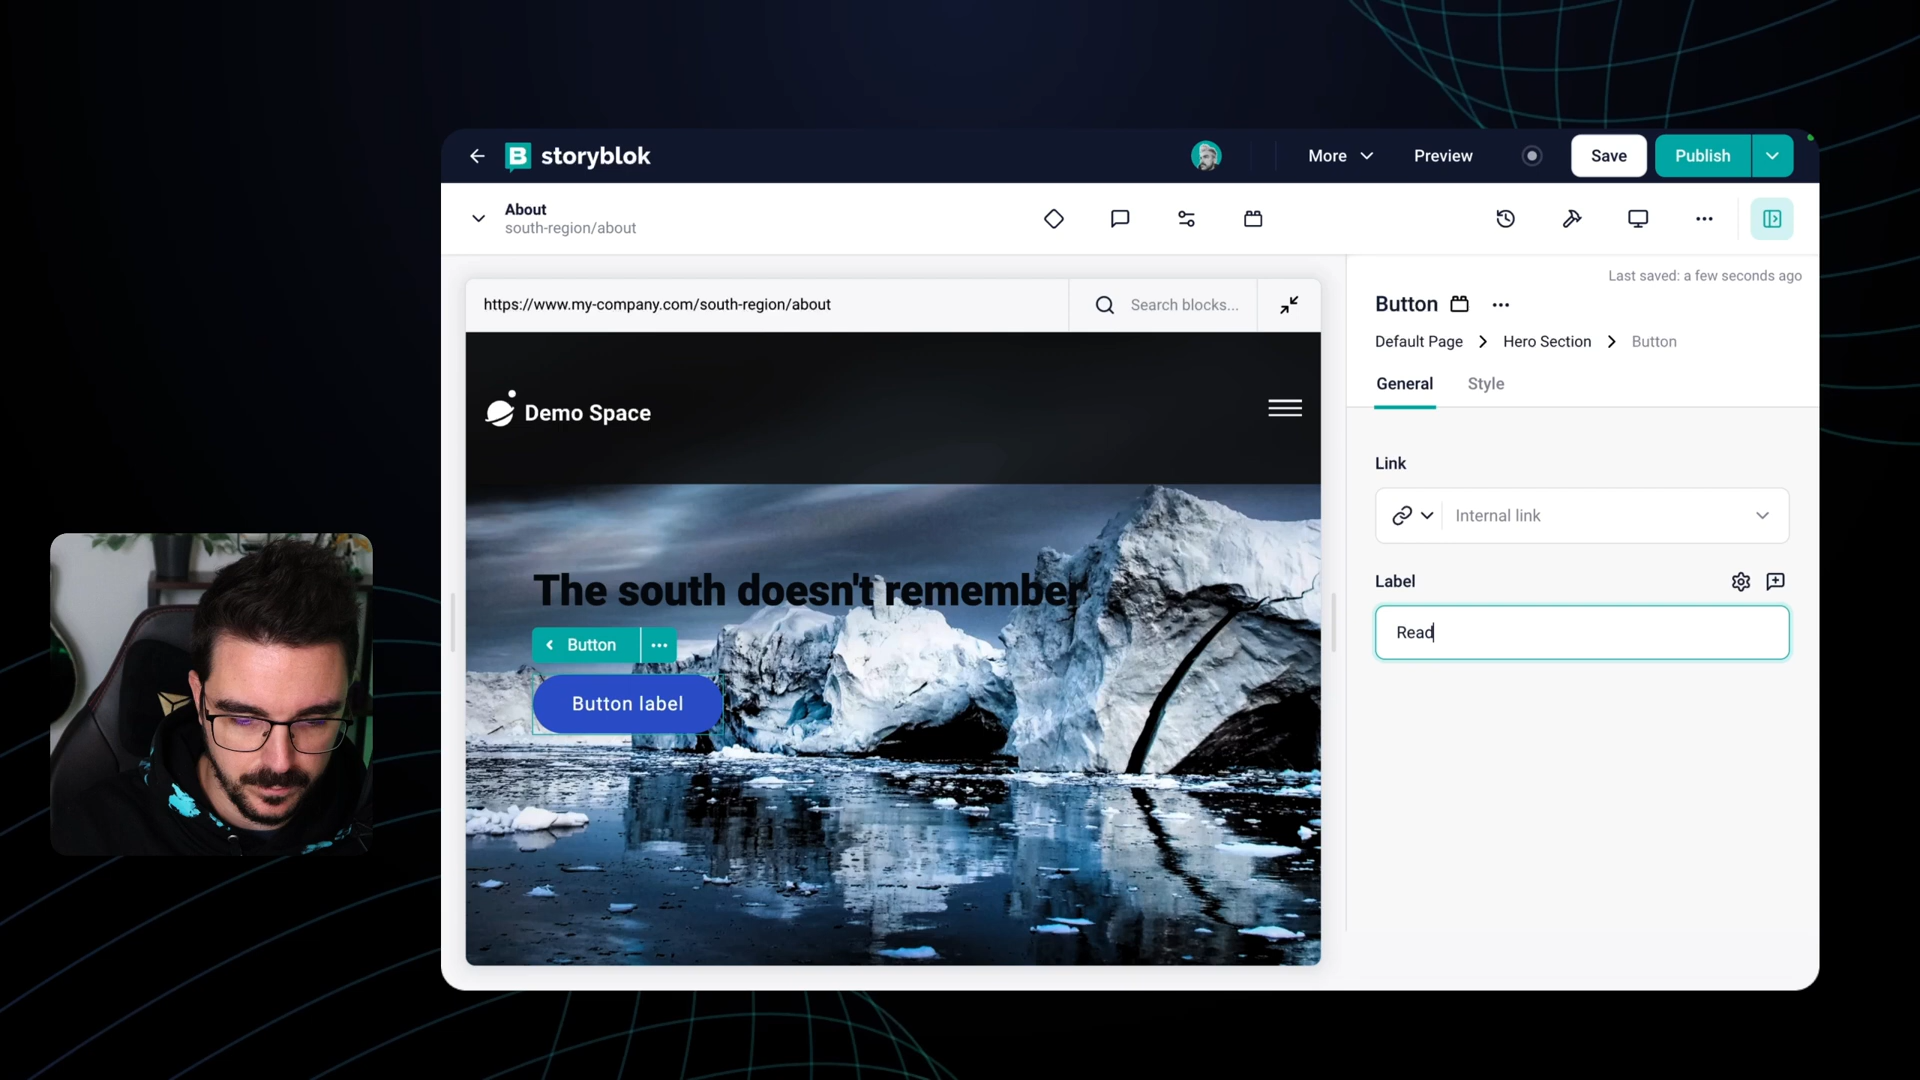 storyblok
More
Preview
Save
Publish
About
south-region/about
Last saved: a few seconds ago
https://www.my-company.com/south-region/about
Search blocks...
Button
Default Page > Hero Section > Button
General
Style
Demo Space
Link
Internal link
The south doesn't remember
Label
Read
Button
Button label